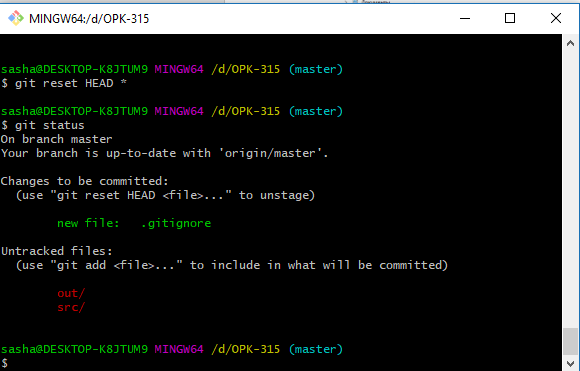 MINGW64:/d/OPK-315
sasha@DESKTOP-K8JTUM9 MINGW64 /d/OPK-315 (master)
$ git reset HEAD *
sasha@DESKTOP-K8JTUM9 MINGW64 /d/OPK-315 (master)
$ git status
On branch master
Your branch is up-to-date with 'origin/master'.
Changes to be committed:
  (use "git reset HEAD <file>..." to unstage)
        new file:   .gitignore
Untracked files:
  (use "git add <file>..." to include in what will be committed)
        out/
        src/
sasha@DESKTOP-K8JTUM9 MINGW64 /d/OPK-315 (master)
$